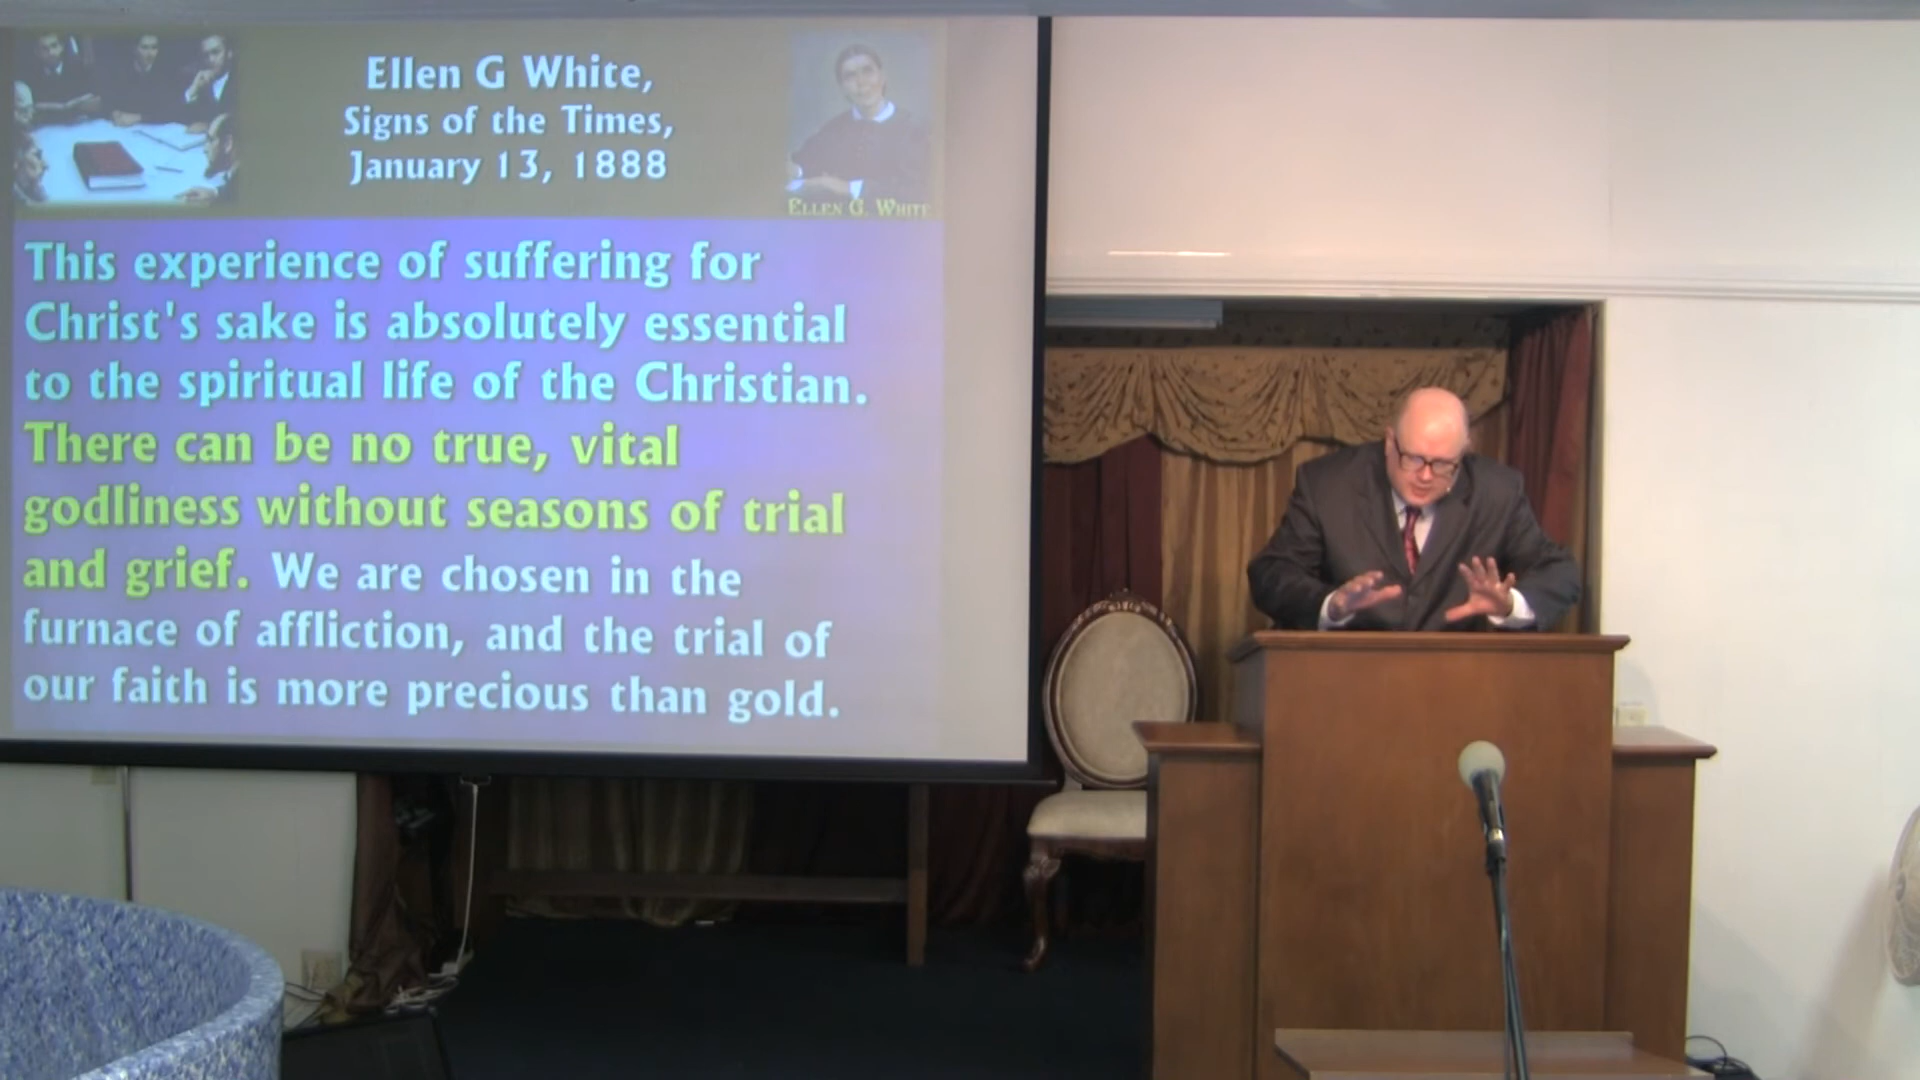 Ellen G White,
Signs of the Times,
January 13, 1888
ELLEN G. WHITE
This experience of suffering for
Christ's sake is absolutely essential
to the spiritual life of the Christian.
There can be no true, vital
godliness without seasons of trial
and grief. We are chosen in the
furnace of affliction, and the trial of
our faith is more precious than gold.